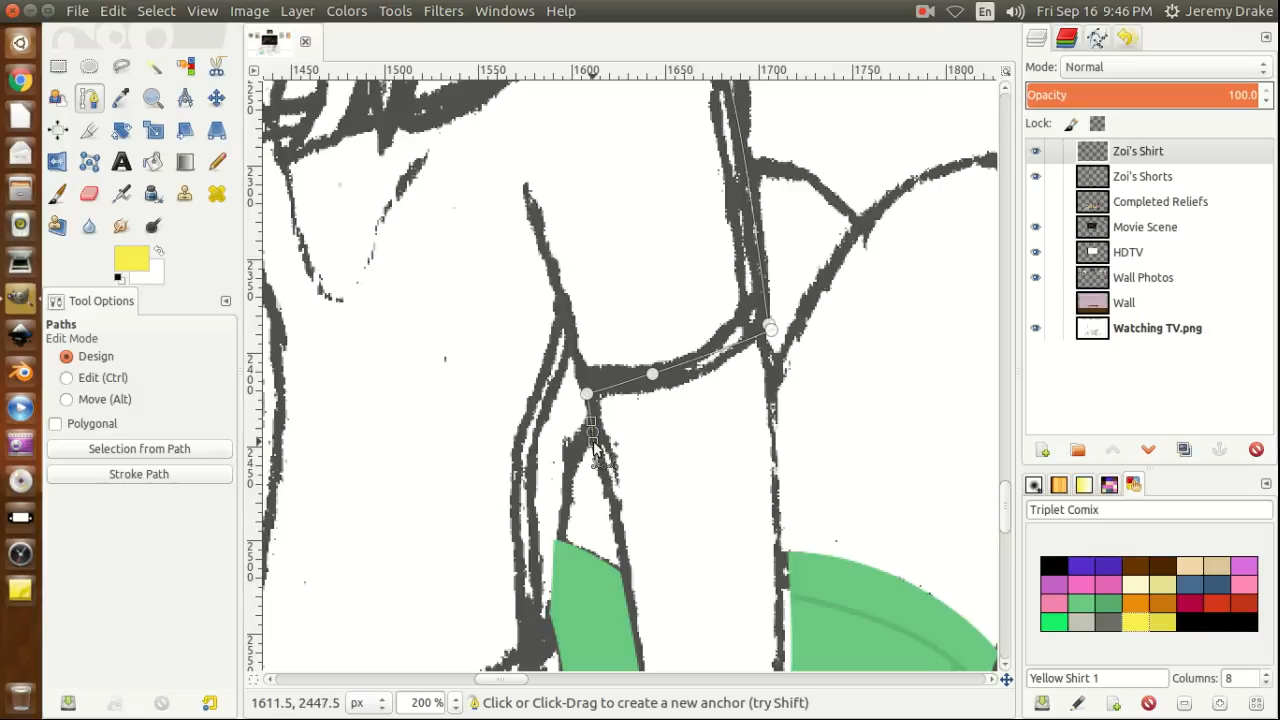 File Edit Select View Image Layer Colors Tools Filters Windows Help
En Fri Sep 16 9:46 PM Jeremy Drake
Mode: Normal
Opacity 100.0
Lock:
1450 1500 1550 1600 1650 1700 1750 1800
Zoi's Shirt
Zoi's Shorts
Completed Reliefs
Movie Scene
HDTV
Wall Photos
Wall
Watching TV.png
Tool Options
Paths
Edit Mode
Design
Edit (Ctrl)
Move (Alt)
Polygonal
Selection from Path
Stroke Path
Triplet Comix
Yellow Shirt 1 Columns: 8
1611.5, 2447.5 px 200 % Click or Click-Drag to create a new anchor (try Shift)